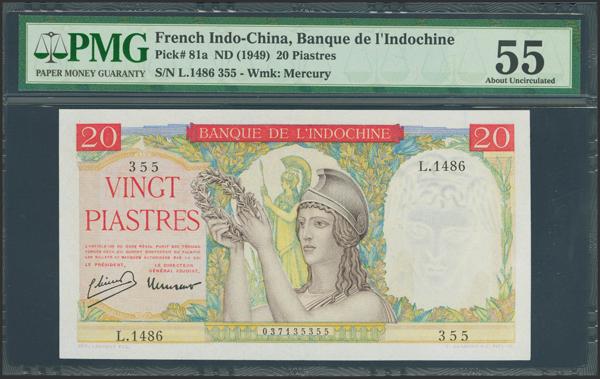 PMG
PAPER MONEY GUARANTY
French Indo-China, Banque de l'Indochine
Pick# 81a ND (1949) 20 Piastres
S/N L.1486 355 - Wmk: Mercury
55
About Uncirculated
20
BANQUE DE L'INDOCHINE
20
355
L.1486
VINGT
PIASTRES
LE PRÉSIDENT,
LE DIRECTEUR
GÉNÉRAL ADJOINT,
L.1486
037135355
355